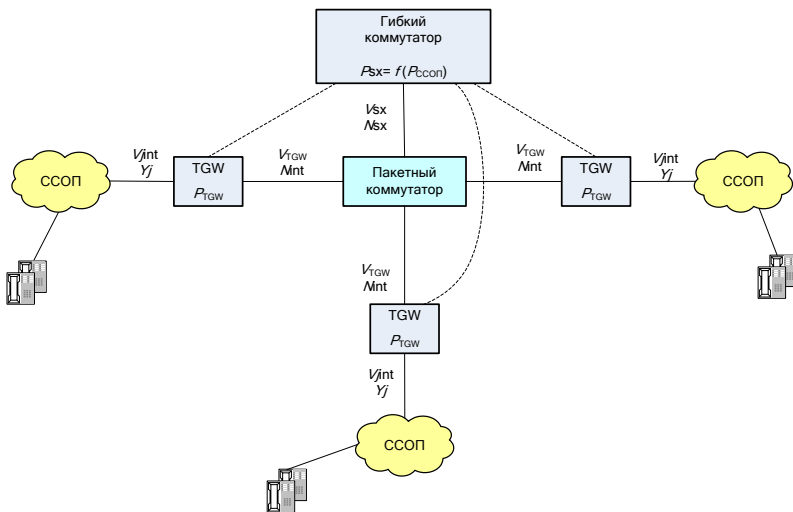 Гибкий
коммутатор
Psx= f (PССОП)
Vsx
Nsx
Vjint
Yj
TGW
PTGW
VTGW
Nint
Пакетный
коммутатор
VTGW
Nint
TGW
PTGW
Vjint
Yj
ССОП
ССОП
VTGW
Nint
TGW
PTGW
Vjint
Yj
ССОП